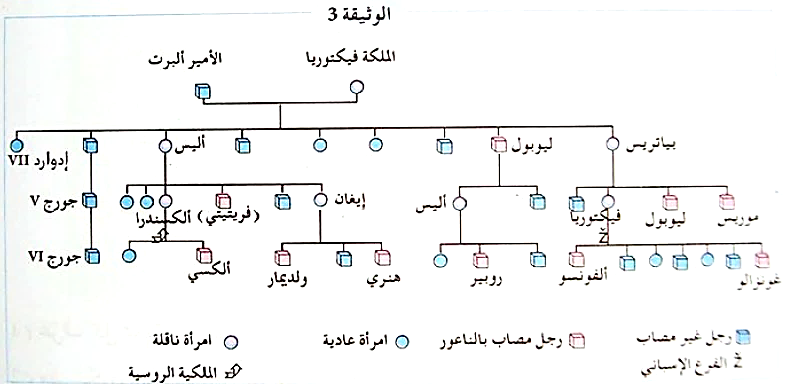 الوثيقة 3
الملكة فيكتوريا
الأمير ألبرت
بياتريس
ليوبول
أليس
إدوارد VII
موريس
ليوبول
فيكتوريا
أليس
إيفان
(فريتيتي)
ألكسندرا
جورج V
غونزالو
ألفونسو
روبير
هنري
ولديمار
ألكسي
جورج VI
رجل غير مصاب
رجل مصاب بالناعور
امرأة عادية
امرأة ناقلة
Ž الفرع الإسباني
الملكية الروسية